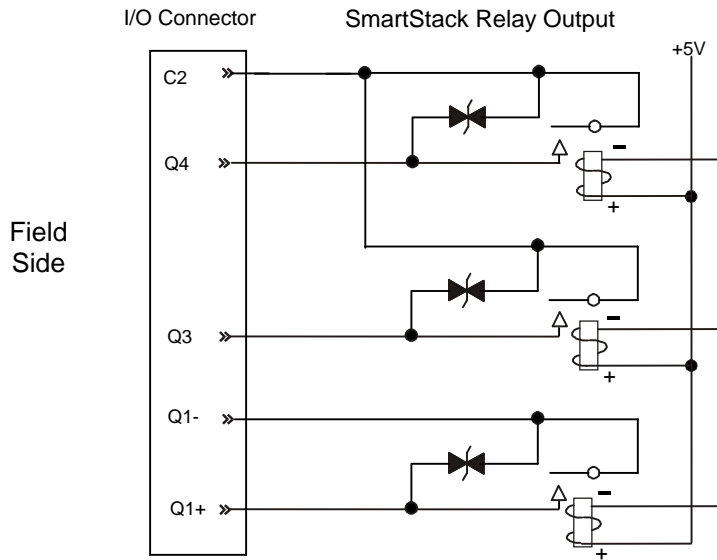 I/O Connector
SmartStack Relay Output
+5V
C2
Q4
-
+
Field
Side
Q3
-
+
Q1-
Q1+
-
+